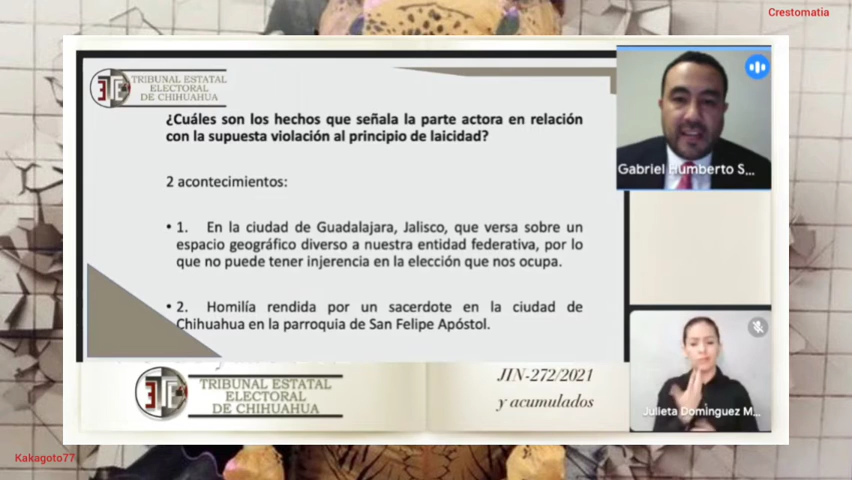 Crestomatia
TRIBUNAL ESTATAL
ELECTORAL
DE CHIHUAHUA
¿Cuáles son los hechos que señala la parte actora en relación
con la supuesta violación al principio de laicidad?
2 acontecimientos:
• 1. En la ciudad de Guadalajara, Jalisco, que versa sobre un
espacio geográfico diverso a nuestra entidad federativa, por lo
que no puede tener injerencia en la elección que nos ocupa.
• 2. Homilía rendida por un sacerdote en la ciudad de
Chihuahua en la parroquia de San Felipe Apóstol.
Gabriel Humberto S...
Julieta Domínguez M...
TRIBUNAL ESTATAL
ELECTORAL
DE CHIHUAHUA
JIN-272/2021
y acumulados
Kakagoto77